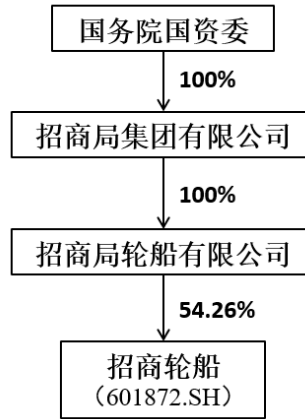 国务院国资委
100%
招商局集团有限公司
100%
招商局轮船有限公司
54.26%
招商轮船
（601872.SH）